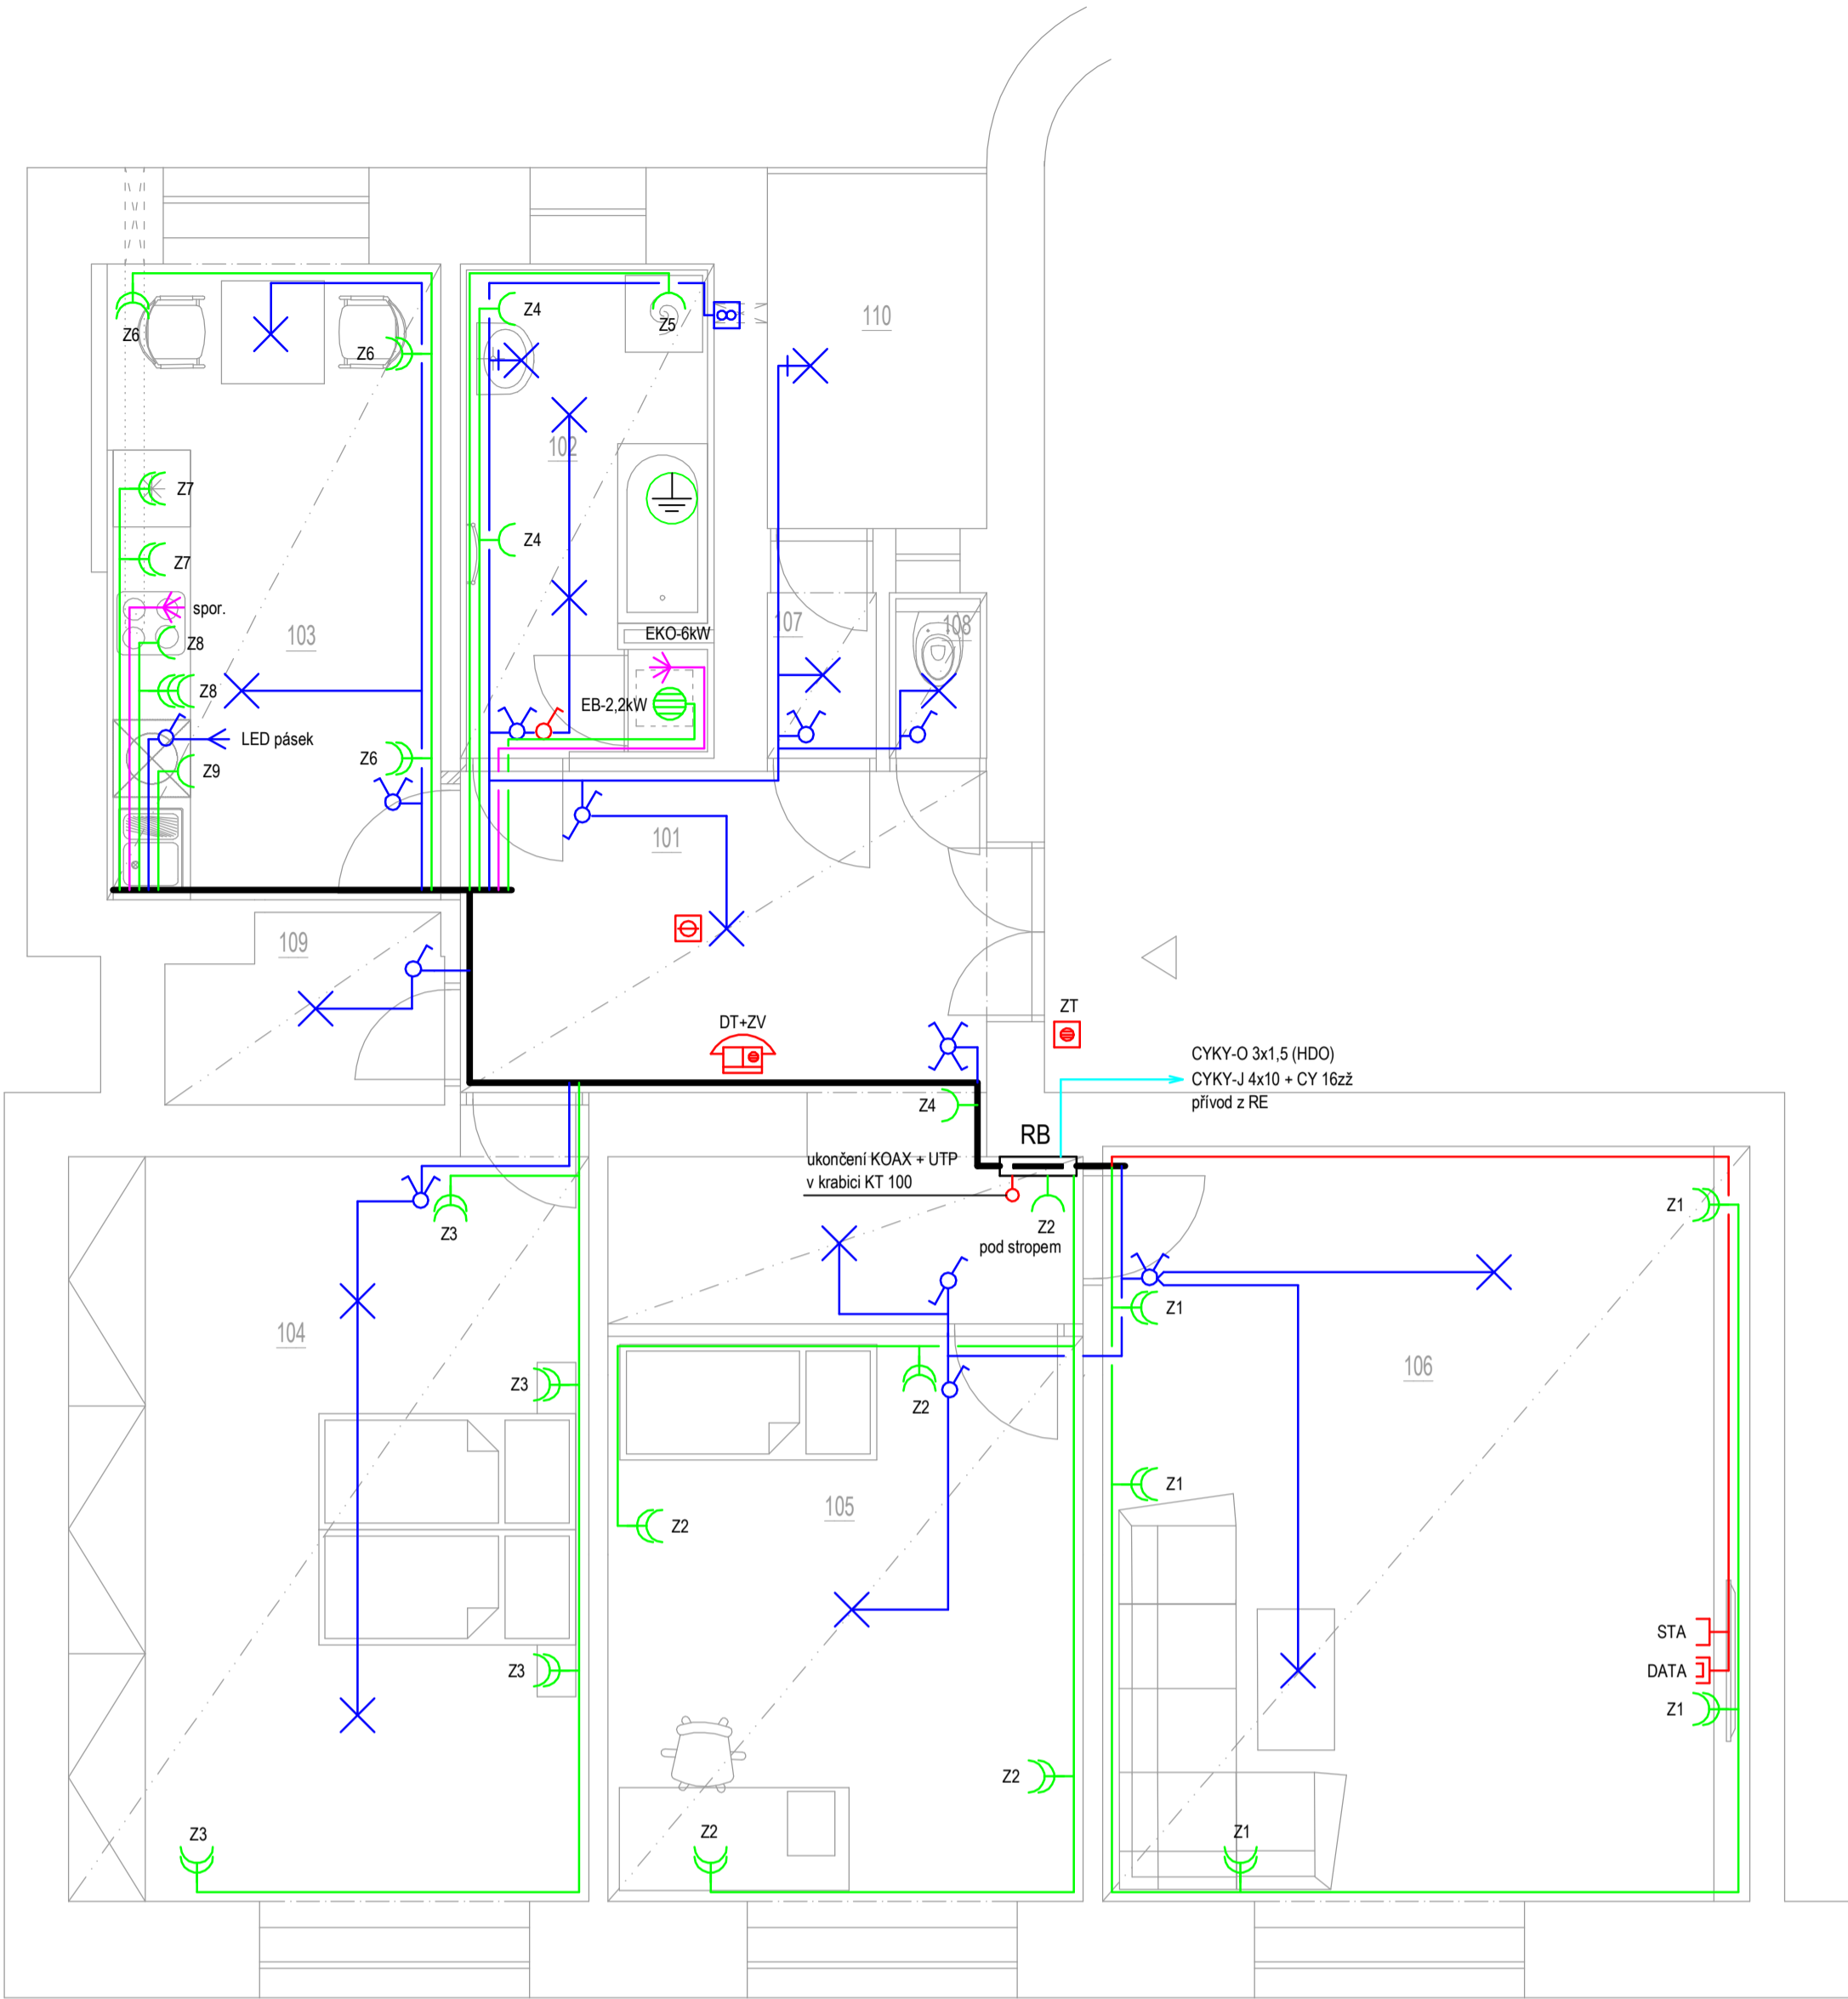 110
Z4
Z5
Z6
Z6
102
Z7
Z4
Z7
spor.
103
Z8
EKO-6kW
107
108
Z8
EB-2,2kW
LED pásek
Z6
Z9
101
109
DT+ZV
ZT
CYKY-O 3x1,5 (HDO)
CYKY-J 4x10 + CY 16zž
přívod z RE
Z4
RB
ukončení KOAX + UTP
v krabici KT 100
Z2
pod stropem
Z3
Z1
Z1
104
106
Z3
Z2
Z1
105
Z2
STA
Z3
DATA
Z1
Z2
Z3
Z2
Z1